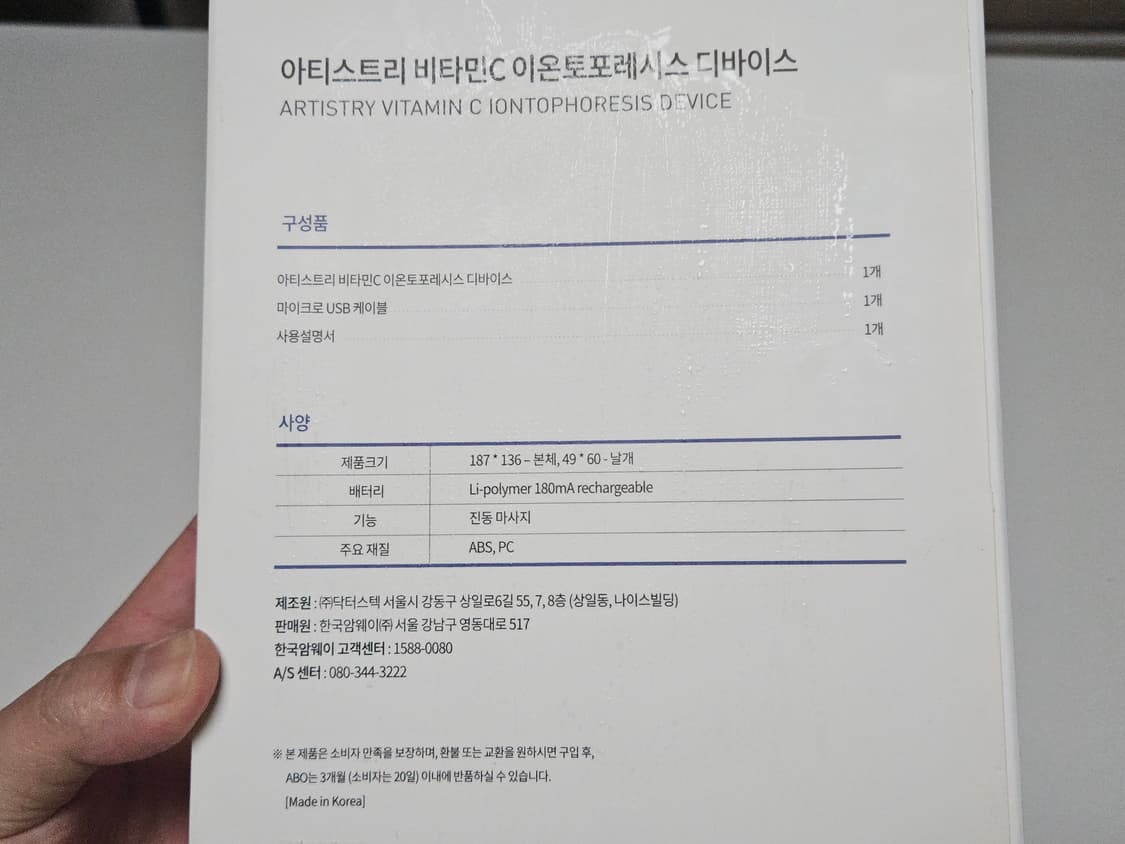 아티스트리 비타민C 이온토포레시스 디바이스
ARTISTRY VITAMIN C IONTOPHORESIS DEVICE
구성품
아티스트리 비타민C 이온토포레시스 디바이스 1개
마이크로 USB 케이블 1개
사용설명서 1개
사양
제품크기 187 * 136 – 본체, 49 * 60 - 날개
배터리 Li-polymer 180mA rechargeable
기능 진동 마사지
주요 재질 ABS, PC
제조원 : ㈜닥터스텍 서울시 강동구 상일로6길 55, 7, 8층 (상일동, 나이스빌딩)
판매원 : 한국암웨이㈜ 서울 강남구 영동대로 517
한국암웨이 고객센터 : 1588-0080
A/S 센터 : 080-344-3222
※ 본 제품은 소비자 만족을 보장하며, 환불 또는 교환을 원하시면 구입 후,
ABO는 3개월 (소비자는 20일) 이내에 반품하실 수 있습니다.
[Made in Korea]